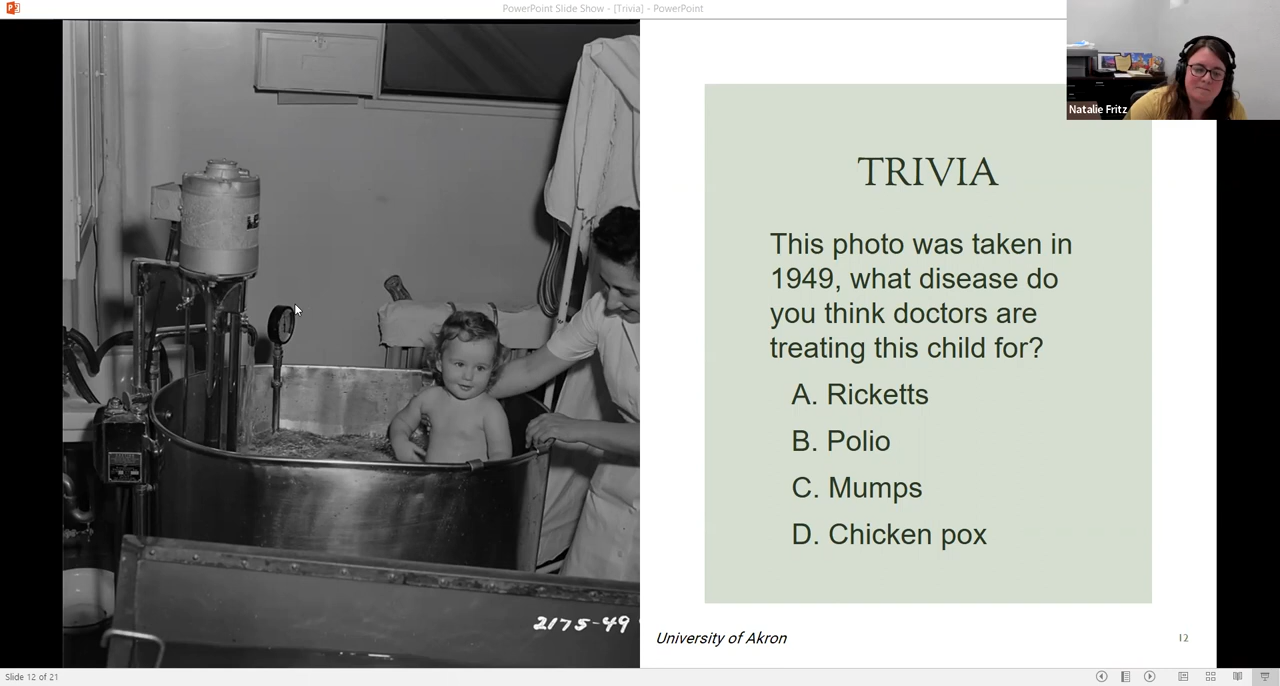 PowerPoint Slide Show - [Trivia] - PowerPoint
Natalie Fritz
TRIVIA
This photo was taken in
1949, what disease do
you think doctors are
treating this child for?
A. Ricketts
B. Polio
C. Mumps
D. Chicken pox
2175-49
University of Akron
12
Slide 12 of 21